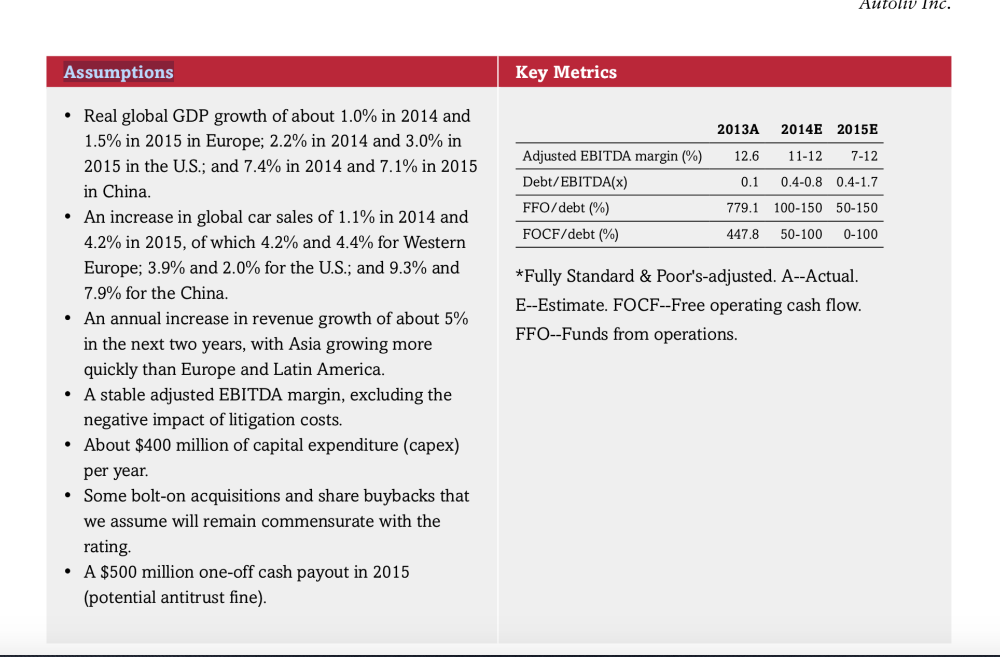 Autoliv Inc.
Assumptions
Key Metrics
• Real global GDP growth of about 1.0% in 2014 and
1.5% in 2015 in Europe; 2.2% in 2014 and 3.0% in
2015 in the U.S.; and 7.4% in 2014 and 7.1% in 2015
in China.
• An increase in global car sales of 1.1% in 2014 and
4.2% in 2015, of which 4.2% and 4.4% for Western
Europe; 3.9% and 2.0% for the U.S.; and 9.3% and
7.9% for the China.
• An annual increase in revenue growth of about 5%
in the next two years, with Asia growing more
quickly than Europe and Latin America.
• A stable adjusted EBITDA margin, excluding the
negative impact of litigation costs.
• About $400 million of capital expenditure (capex)
per year.
• Some bolt-on acquisitions and share buybacks that
we assume will remain commensurate with the
rating.
• A $500 million one-off cash payout in 2015
(potential antitrust fine).
2013A 2014E 2015E
Adjusted EBITDA margin (%) 12.6 11-12 7-12
Debt/EBITDA(x) 0.1 0.4-0.8 0.4-1.7
FFO/debt (%) 779.1 100-150 50-150
FOCF/debt (%) 447.8 50-100 0-100
*Fully Standard & Poor's-adjusted. A--Actual.
E--Estimate. FOCF--Free operating cash flow.
FFO--Funds from operations.